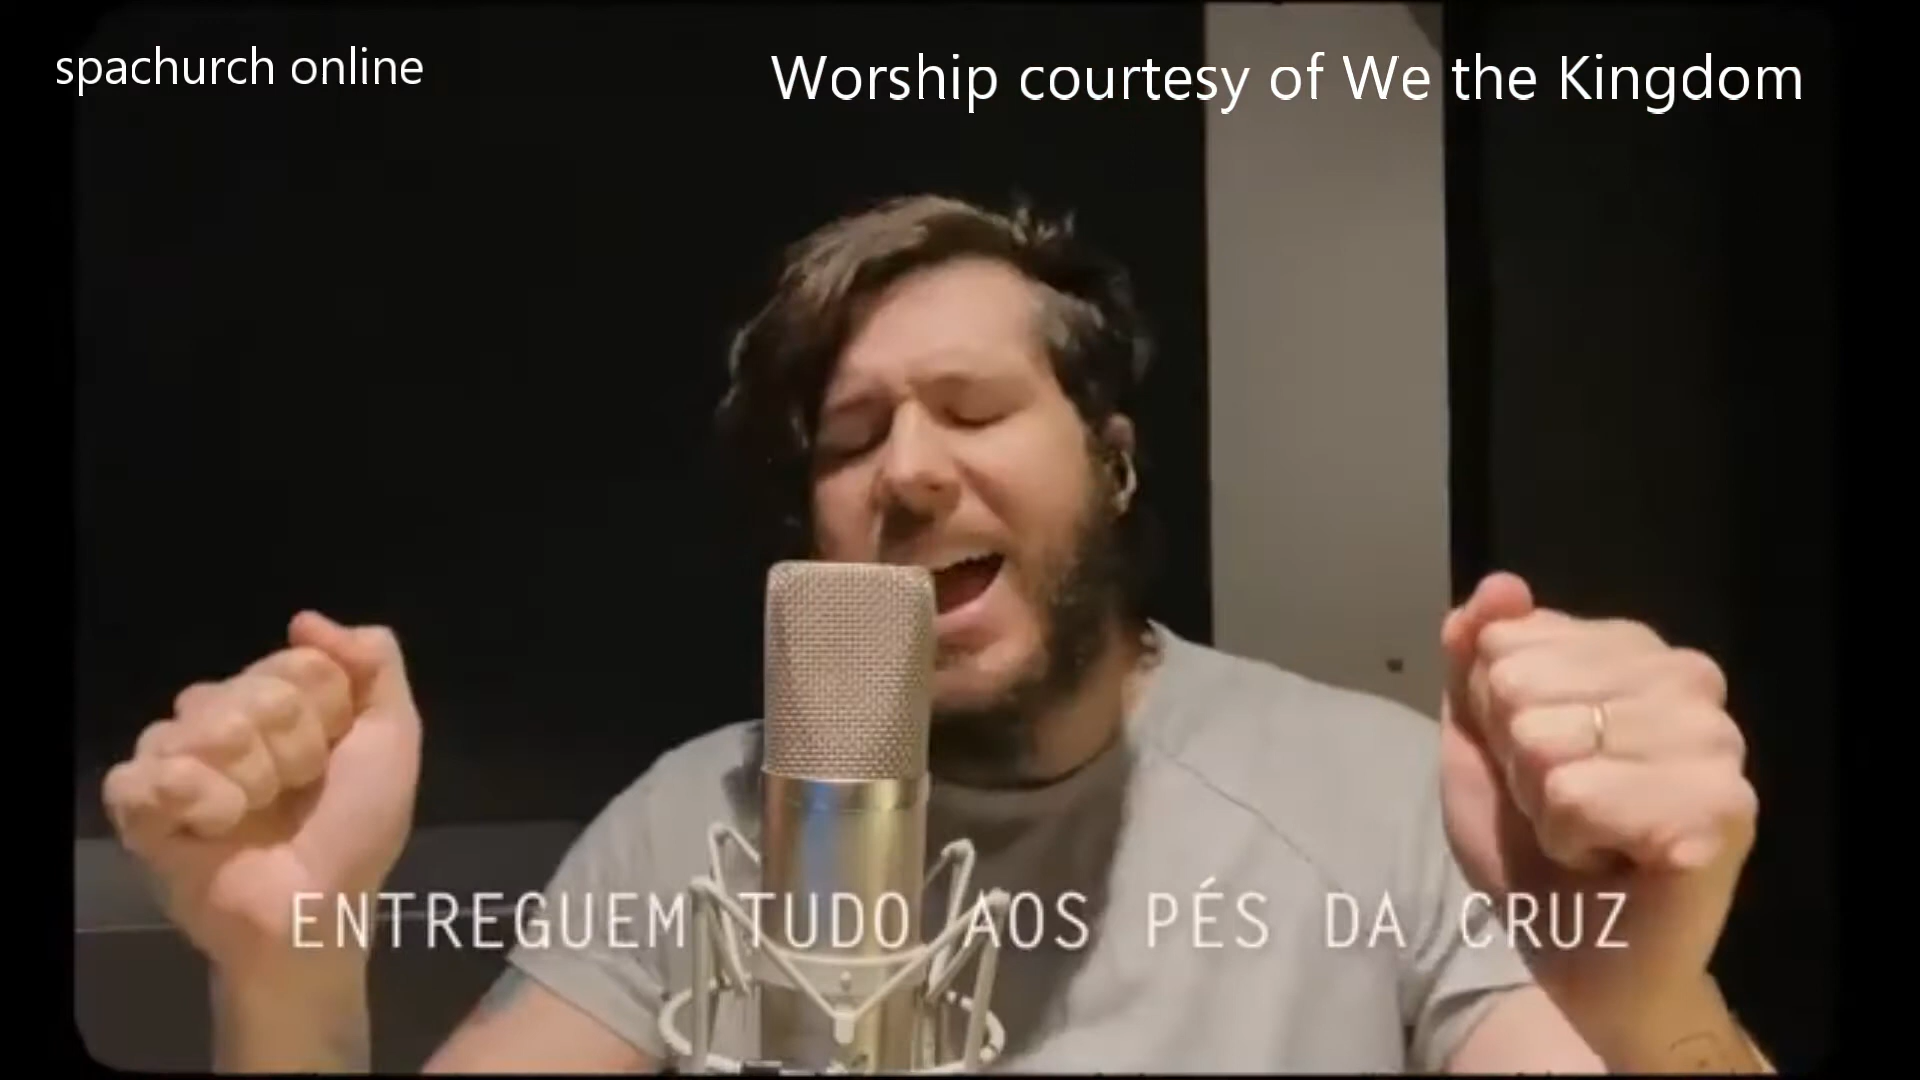 spachurch online
Worship courtesy of We the Kingdom
ENTREGUEM TUDO AOS PÉS DA CRUZ